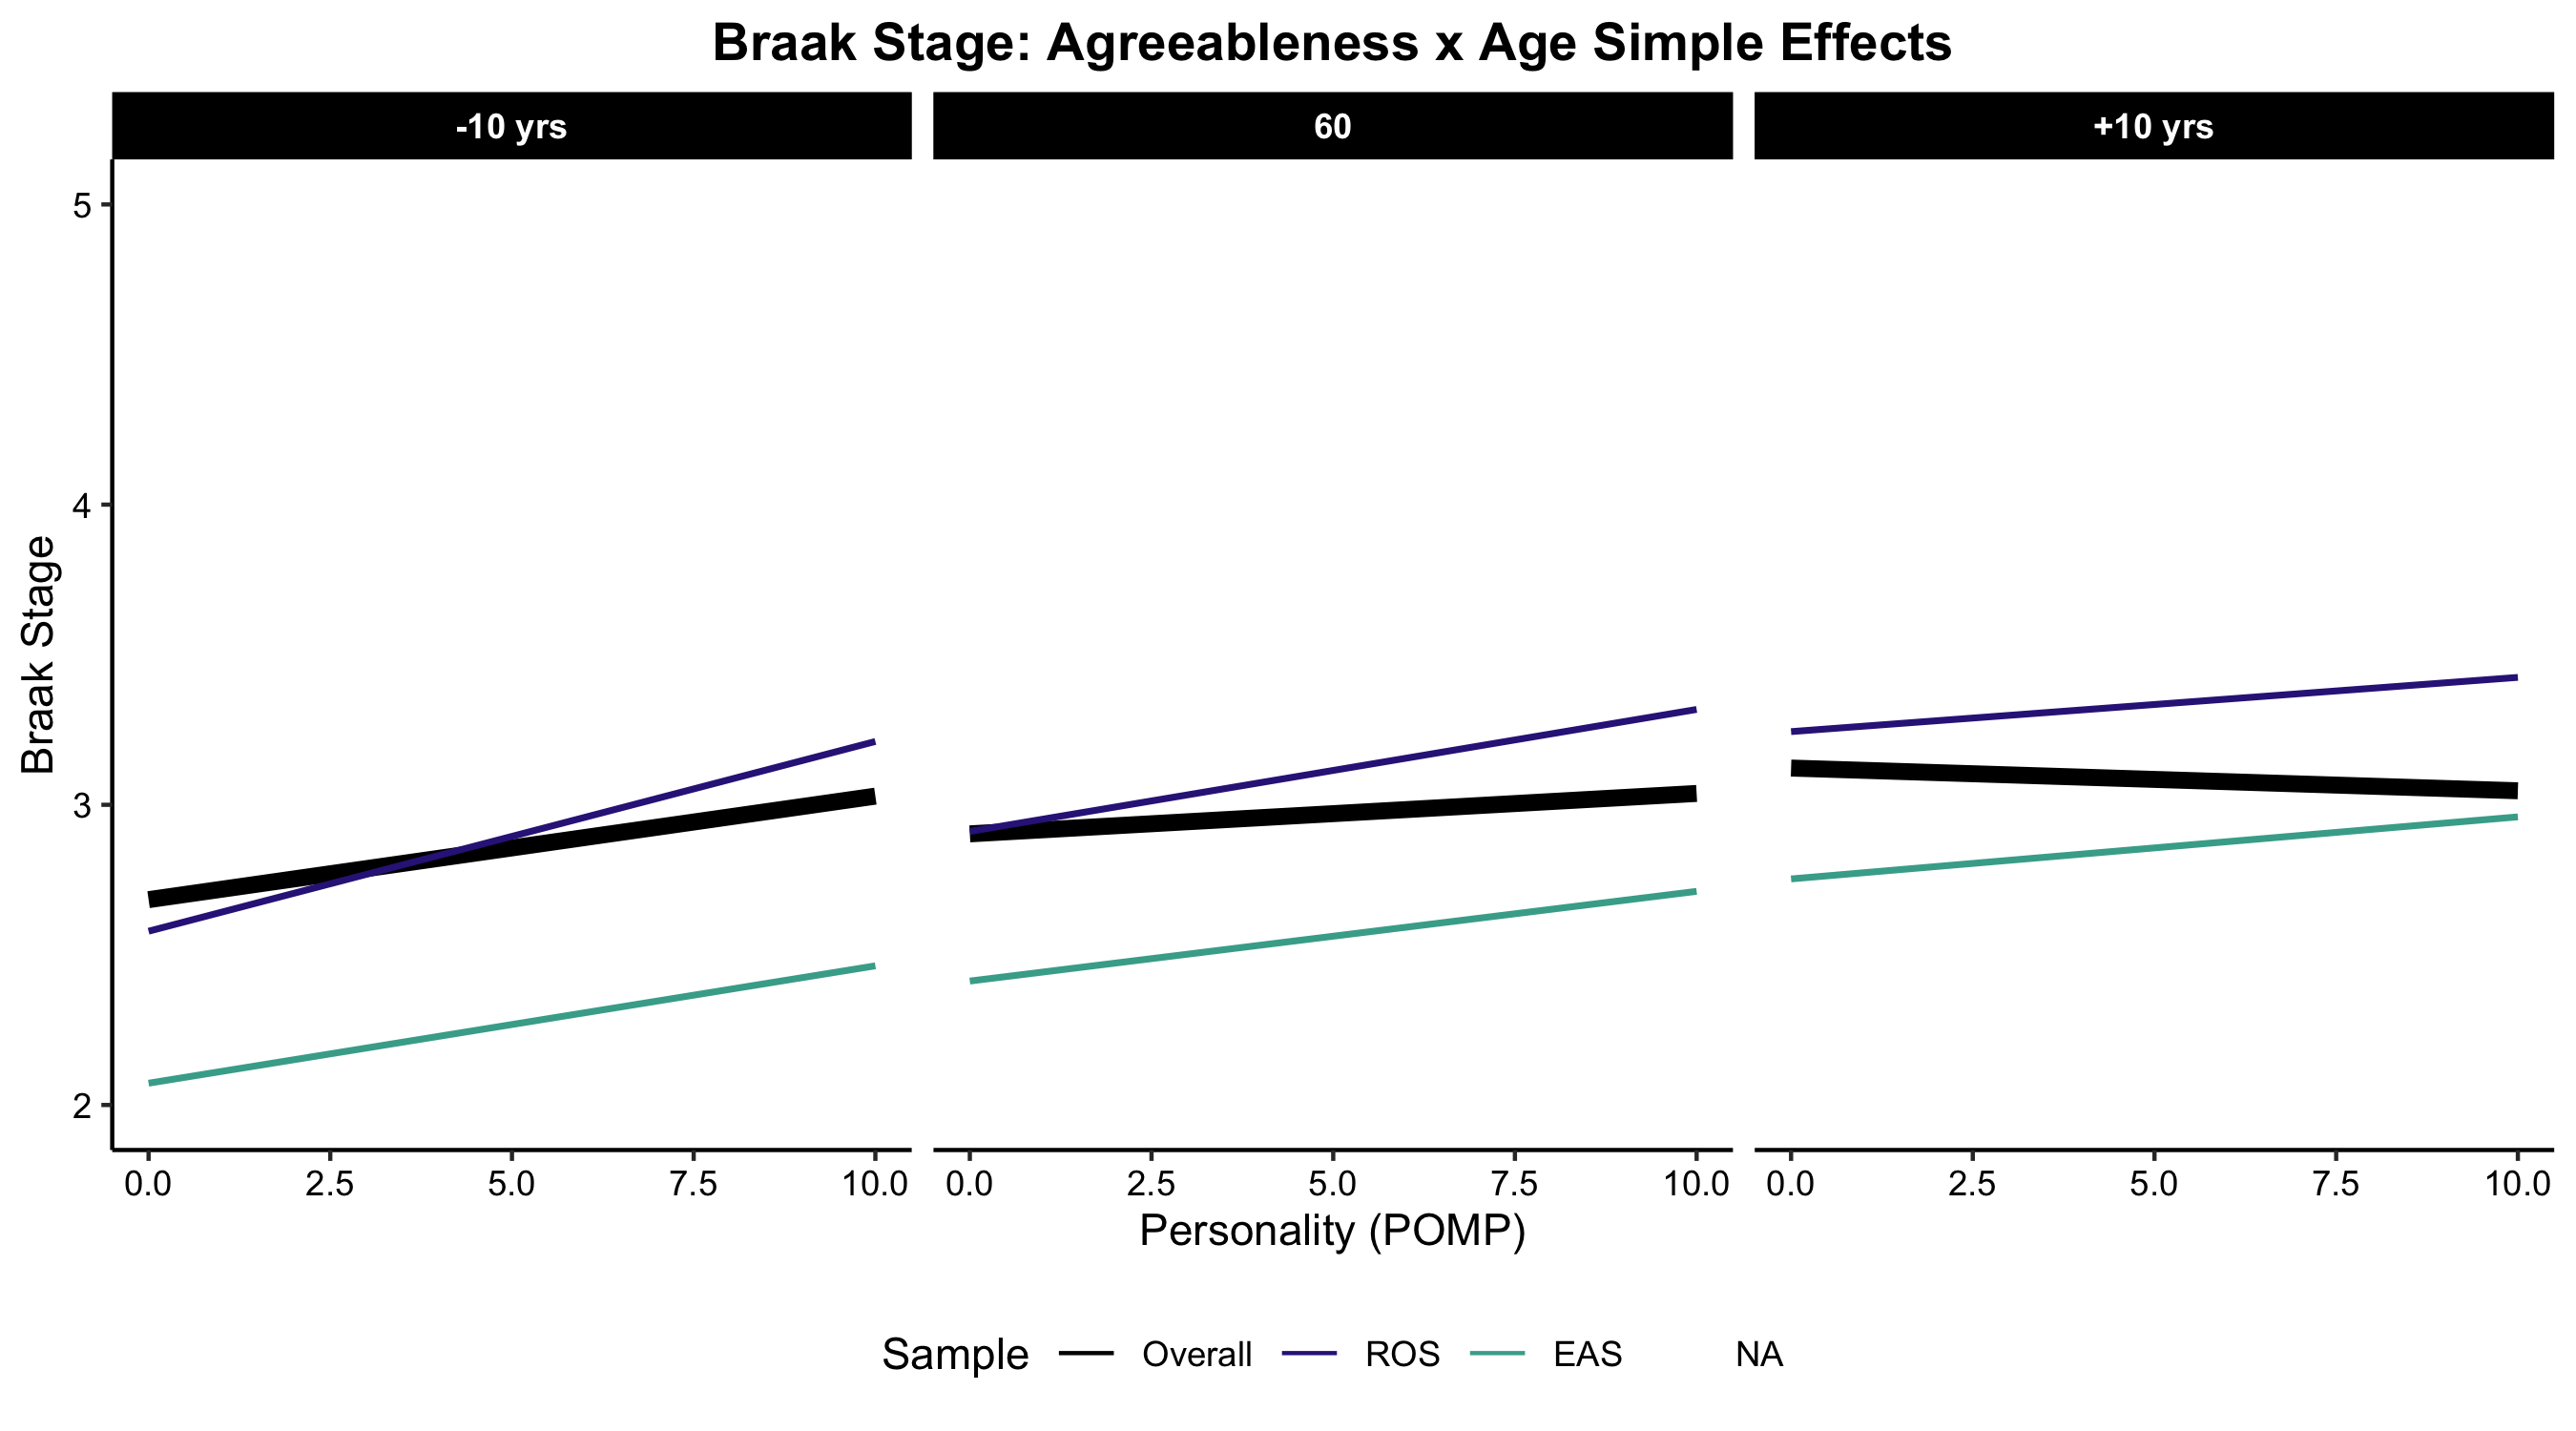 Braak Stage: Agreeableness x Age Simple Effects
-10 yrs 60 +10 yrs
Braak Stage
5
4
3
2
0.0 2.5 5.0 7.5 10.0 0.0 2.5 5.0 7.5 10.0 0.0 2.5 5.0 7.5 10.0
Personality (POMP)
Sample Overall ROS EAS NA